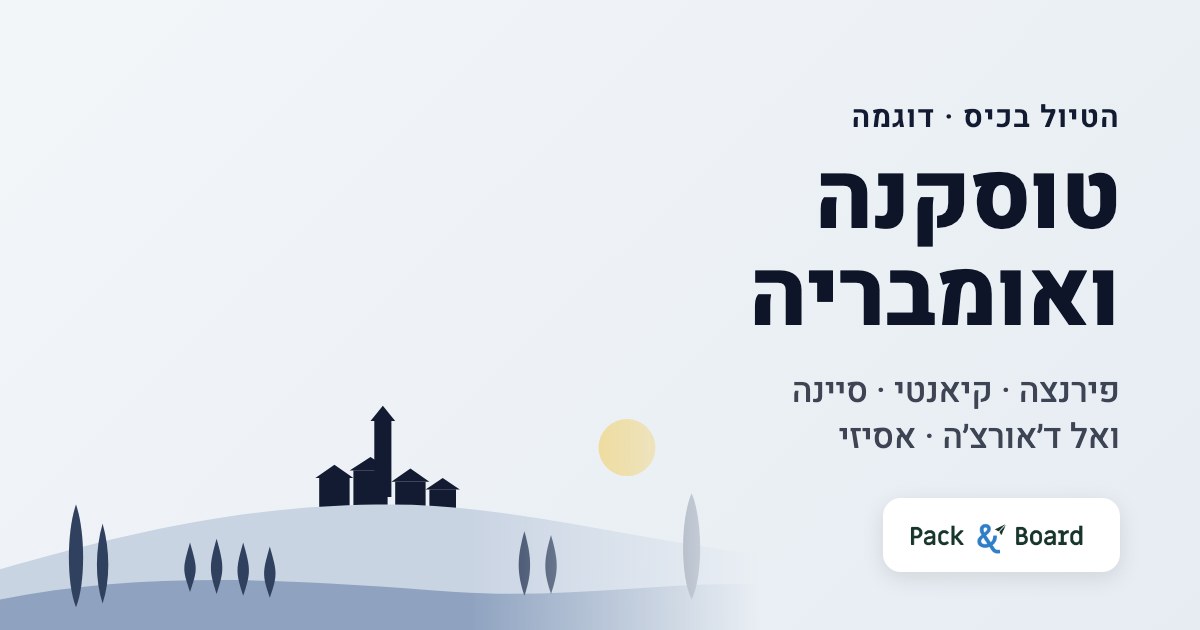 הטיול בכיס · דוגמה
טוסקנה
ואומבריה
פירנצה · קיאנטי · סיינה
ואל ד׳אורצ׳ה · אסיזי
Pack & Board